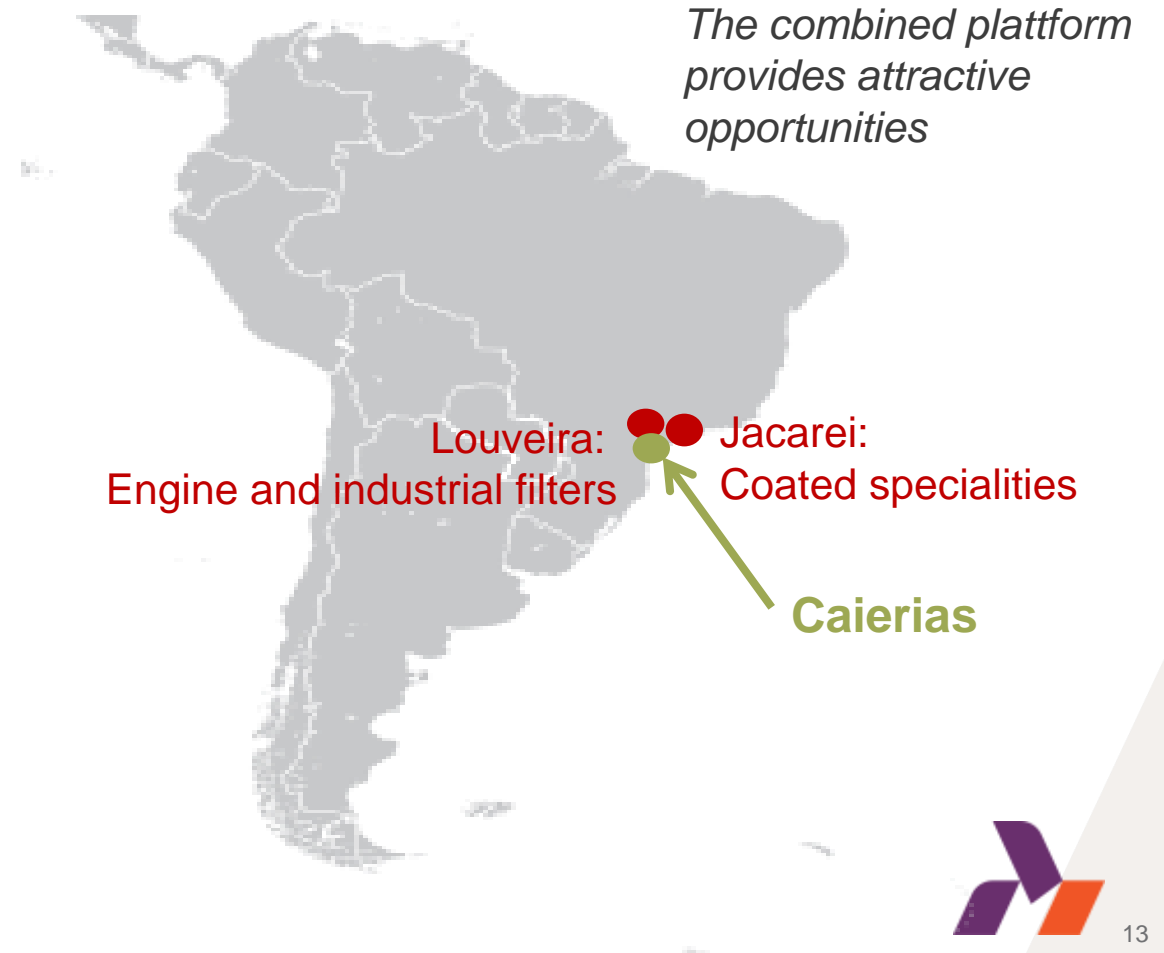 The combined plattform
provides attractive
opportunities
Louveira:
Engine and industrial filters
Jacarei:
Coated specialities
Caierias
13